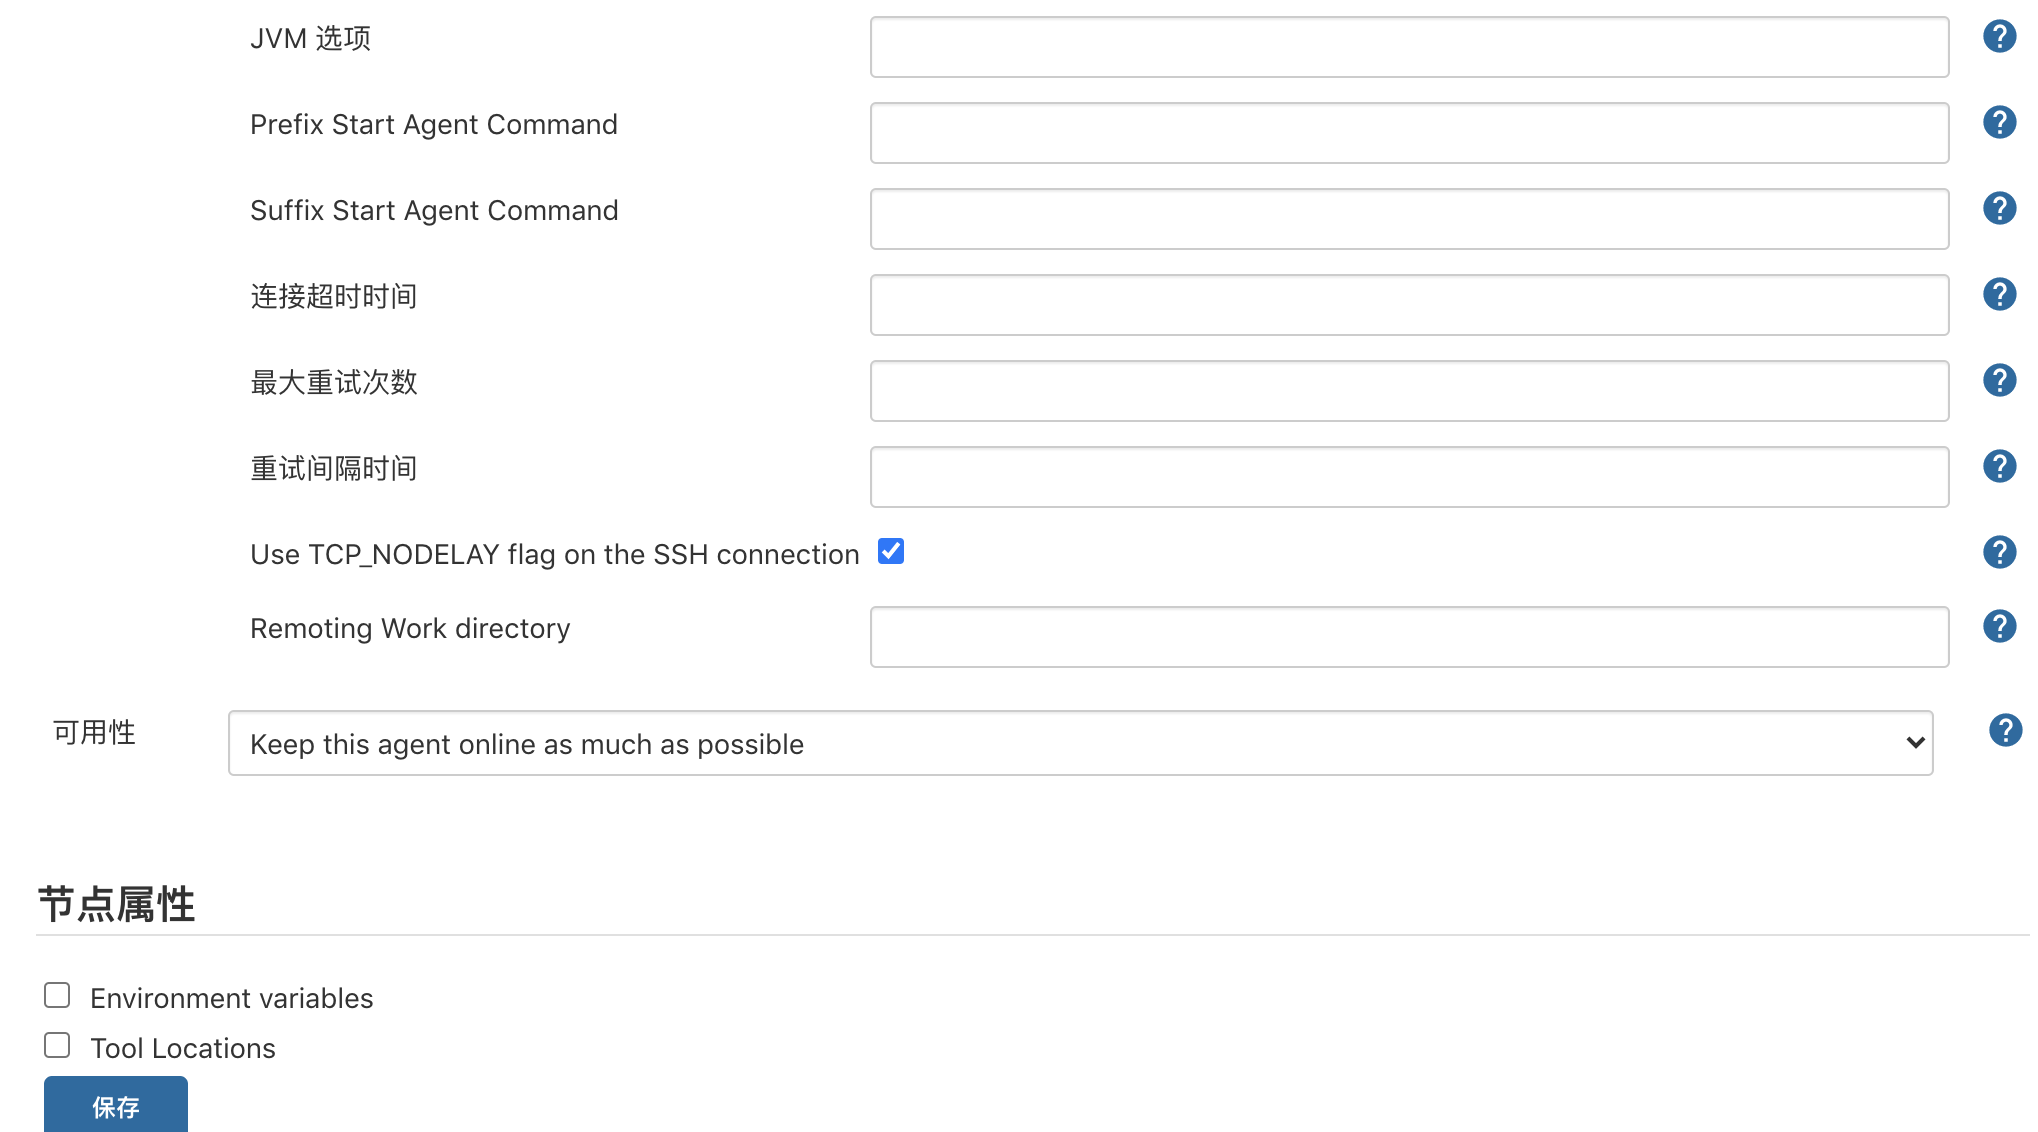 JVM 选项
Prefix Start Agent Command
Suffix Start Agent Command
连接超时时间
最大重试次数
重试间隔时间
Use TCP_NODELAY flag on the SSH connection
Remoting Work directory
可用性 Keep this agent online as much as possible
节点属性
Environment variables
Tool Locations
保存